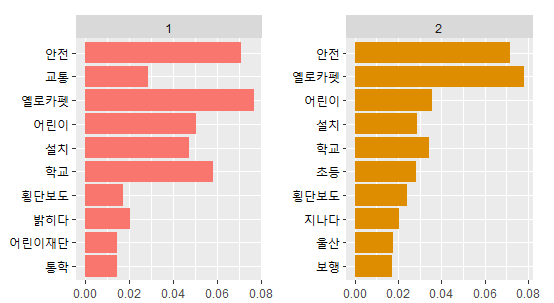 1
안전
교통
옐로카펫
어린이
설치
학교
횡단보도
밝히다
어린이재단
통학
0.00 0.02 0.04 0.06 0.08
2
안전
옐로카펫
어린이
설치
학교
초등
횡단보도
지나다
울산
보행
0.00 0.02 0.04 0.06 0.08